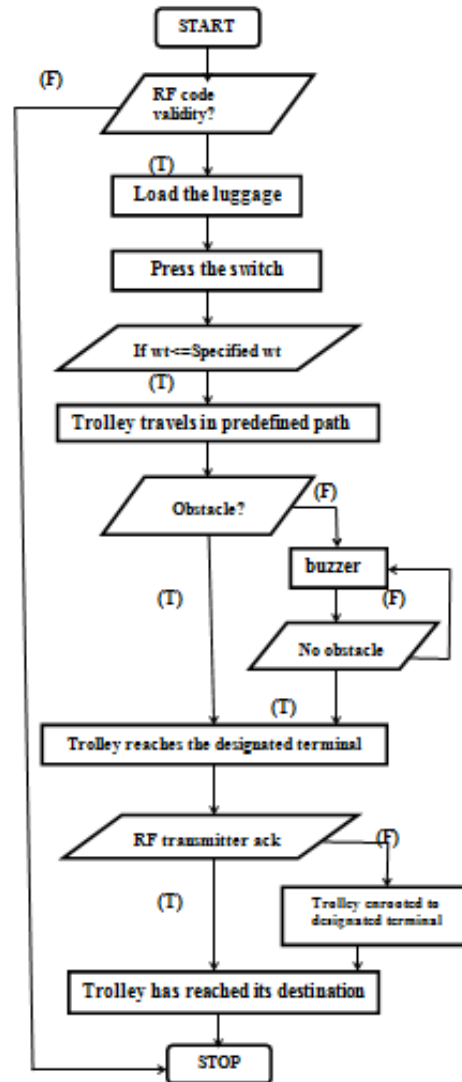 START
(F)
RF code
validity?
(T)
Load the luggage
Press the switch
If wt<=Specified wt
(T)
Trolley travels in predefined path
Obstacle?
(F)
buzzer
(F)
(T)
No obstacle
(T)
Trolley reaches the designated terminal
RF transmitter ack
(F)
(T)
Trolley enrooted to
designated terminal
Trolley has reached its destination
STOP